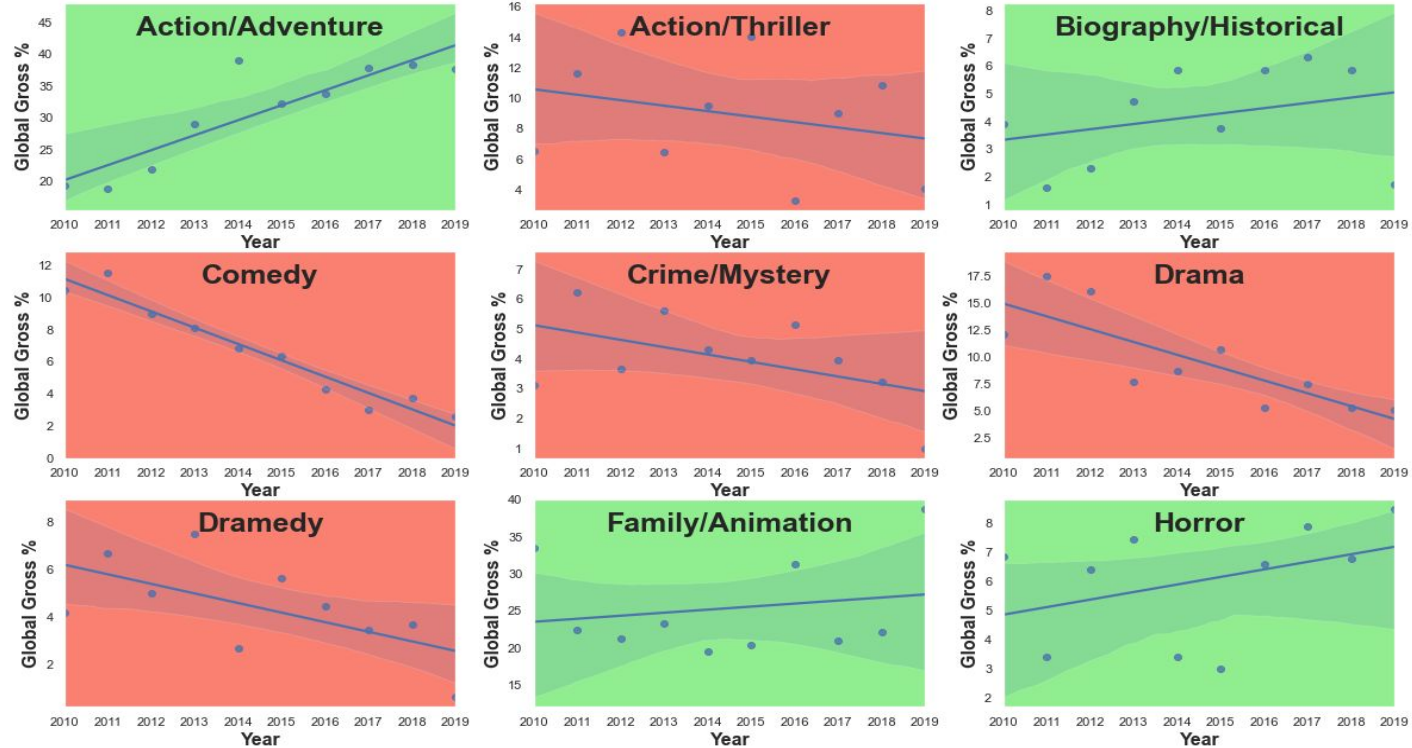 Action/Adventure
Global Gross %
45
40
35
30
25
20
2010 2011 2012 2013 2014 2015 2016 2017 2018 2019
Year
Action/Thriller
Global Gross %
16
14
12
10
8
6
4
2010 2011 2012 2013 2014 2015 2016 2017 2018 2019
Year
Biography/Historical
Global Gross %
8
7
6
5
4
3
2
1
2010 2011 2012 2013 2014 2015 2016 2017 2018 2019
Year
Comedy
Global Gross %
12
10
8
6
4
2
0
2010 2011 2012 2013 2014 2015 2016 2017 2018 2019
Year
Crime/Mystery
Global Gross %
7
6
5
4
3
2
1
2010 2011 2012 2013 2014 2015 2016 2017 2018 2019
Year
Drama
Global Gross %
17.5
15.0
12.5
10.0
7.5
5.0
2.5
2010 2011 2012 2013 2014 2015 2016 2017 2018 2019
Year
Dramedy
Global Gross %
8
6
4
2
2010 2011 2012 2013 2014 2015 2016 2017 2018 2019
Year
Family/Animation
Global Gross %
40
35
30
25
20
15
2010 2011 2012 2013 2014 2015 2016 2017 2018 2019
Year
Horror
Global Gross %
8
7
6
5
4
3
2
2010 2011 2012 2013 2014 2015 2016 2017 2018 2019
Year